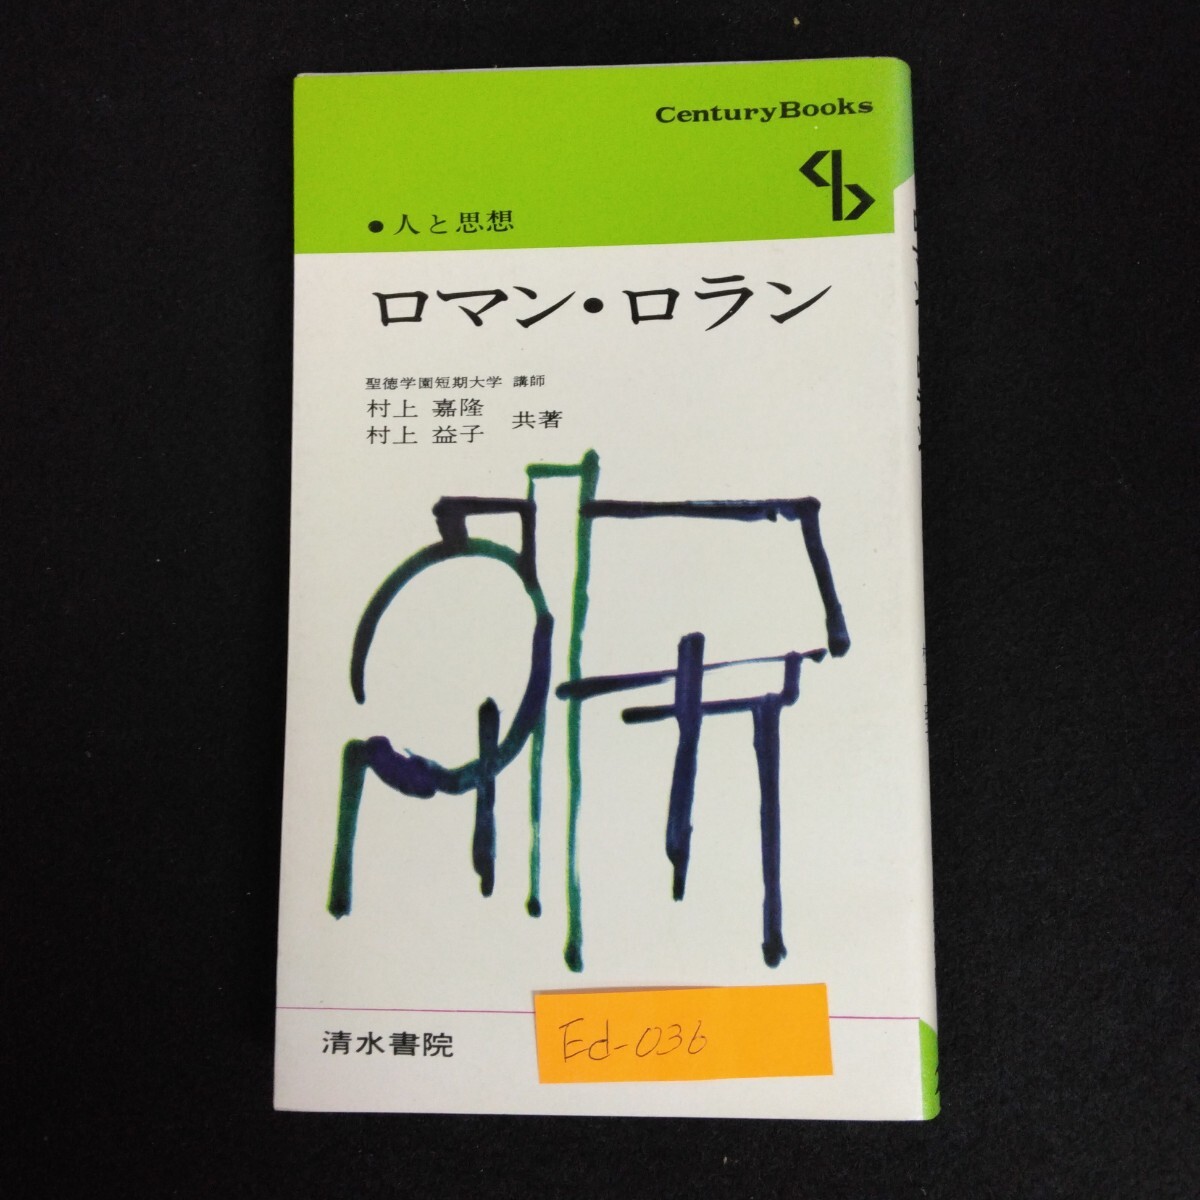 CenturyBooks
●人と思想
ロマン・ロラン
聖徳学園短期大学 講師
村上 嘉隆
村上 益子
共著
清水書院
Ed-036